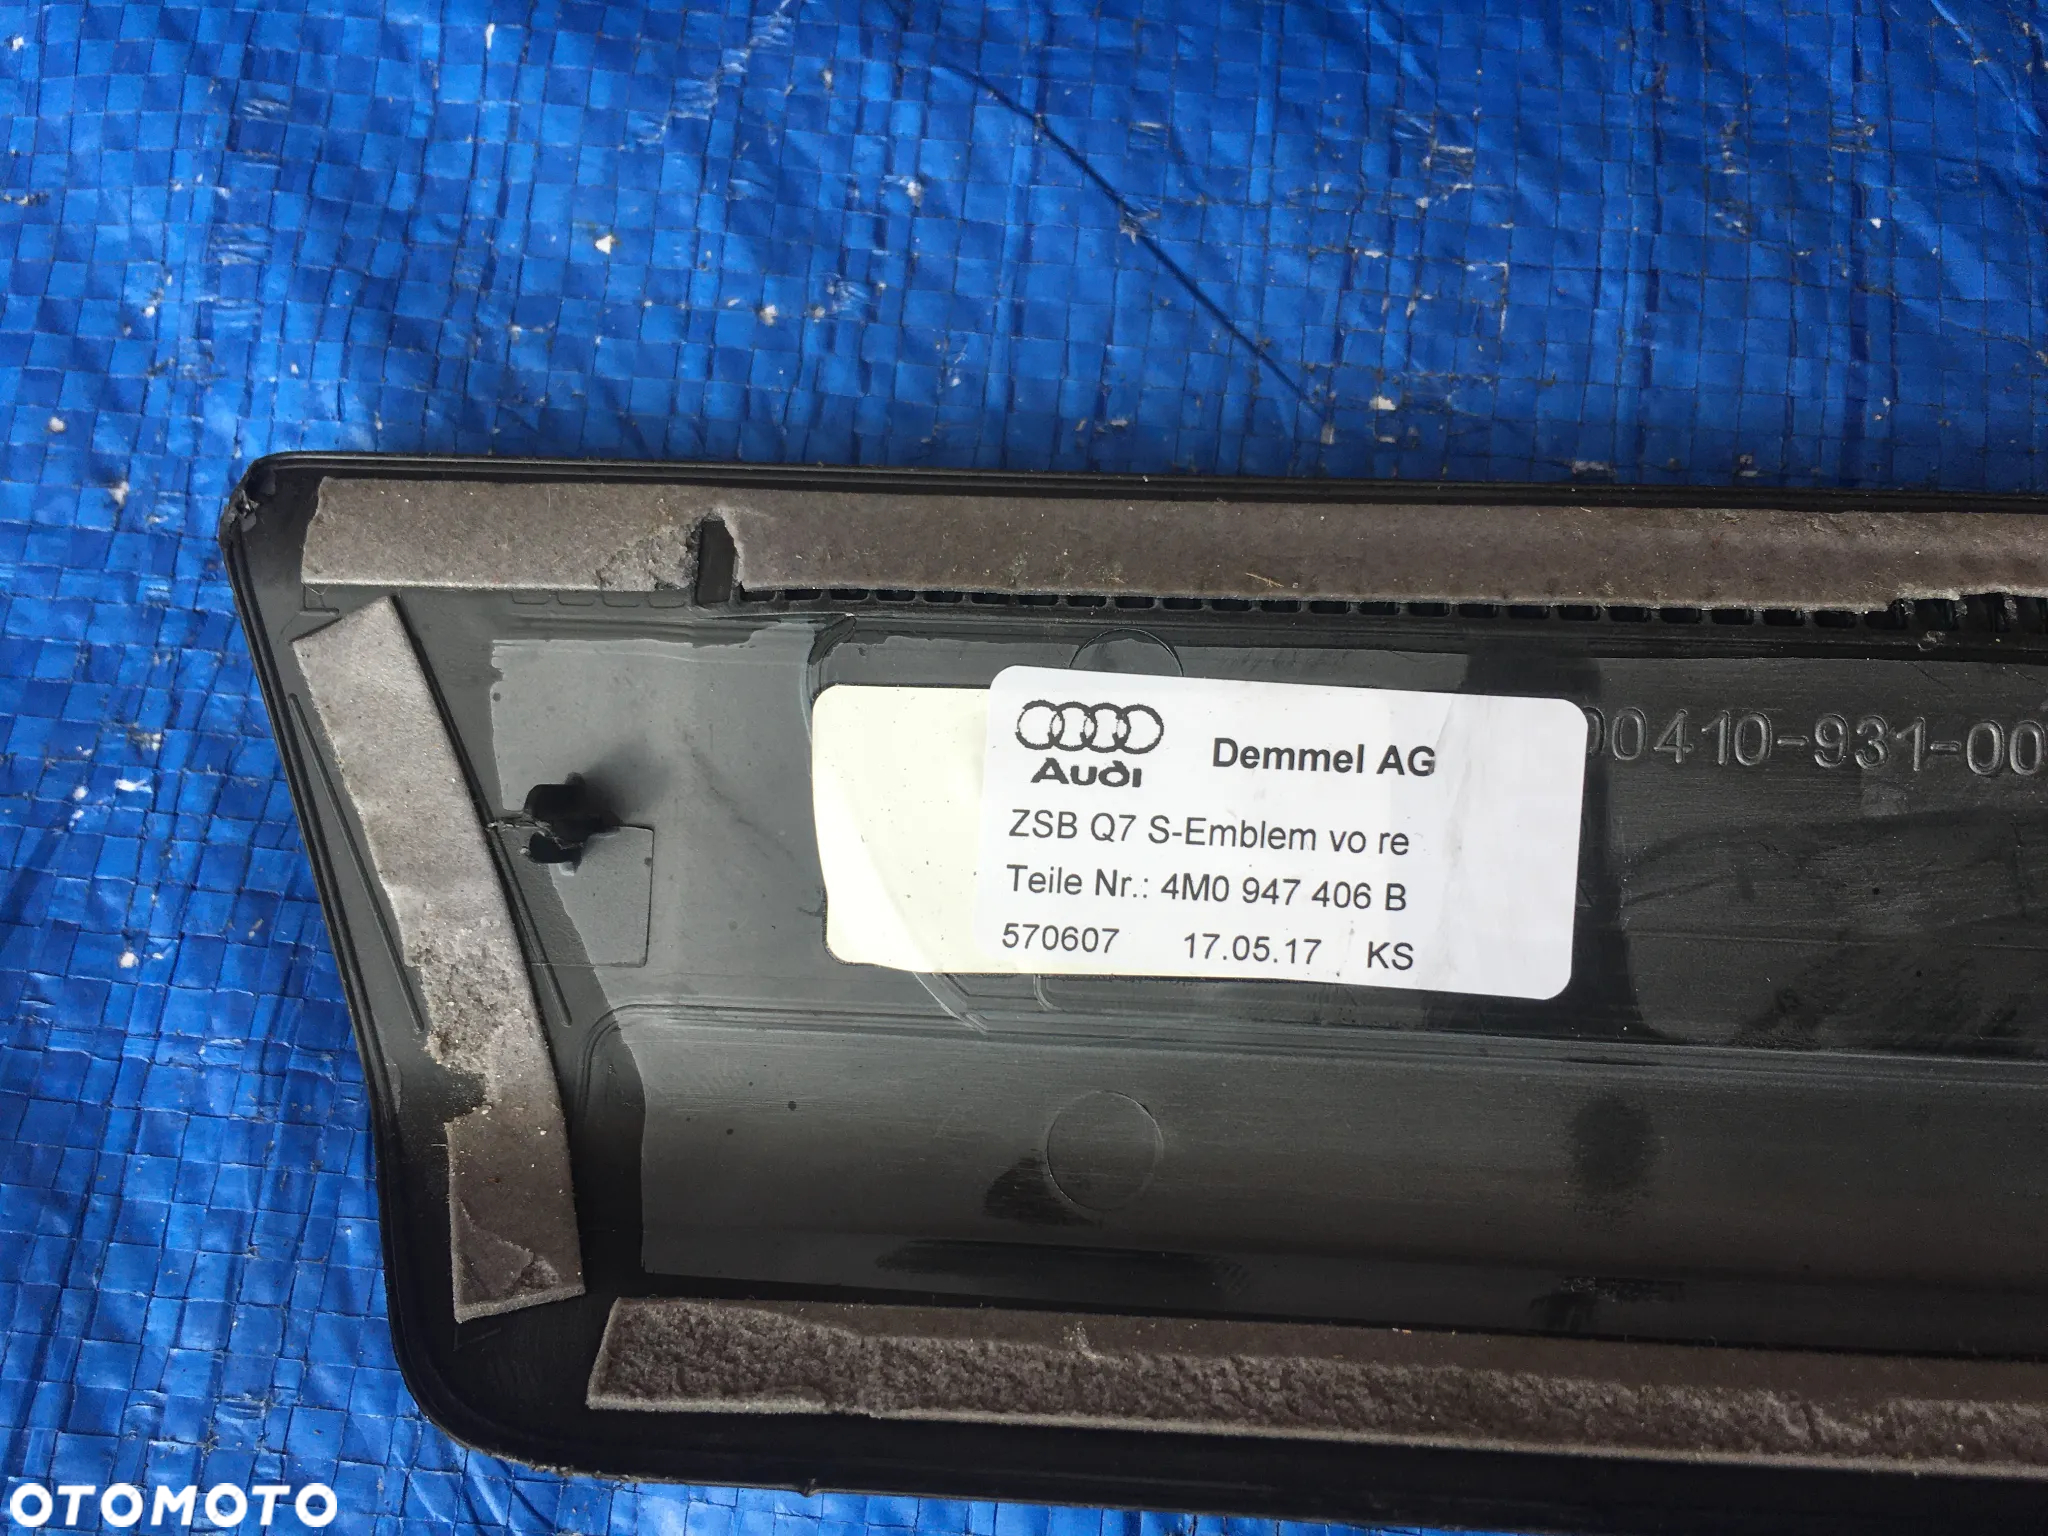 Audi
Demmel AG
ZSB Q7 S-Emblem vo re
Teile Nr.: 4M0 947 406 B
570607 17.05.17 KS
00410-931-00
OTOMOTO